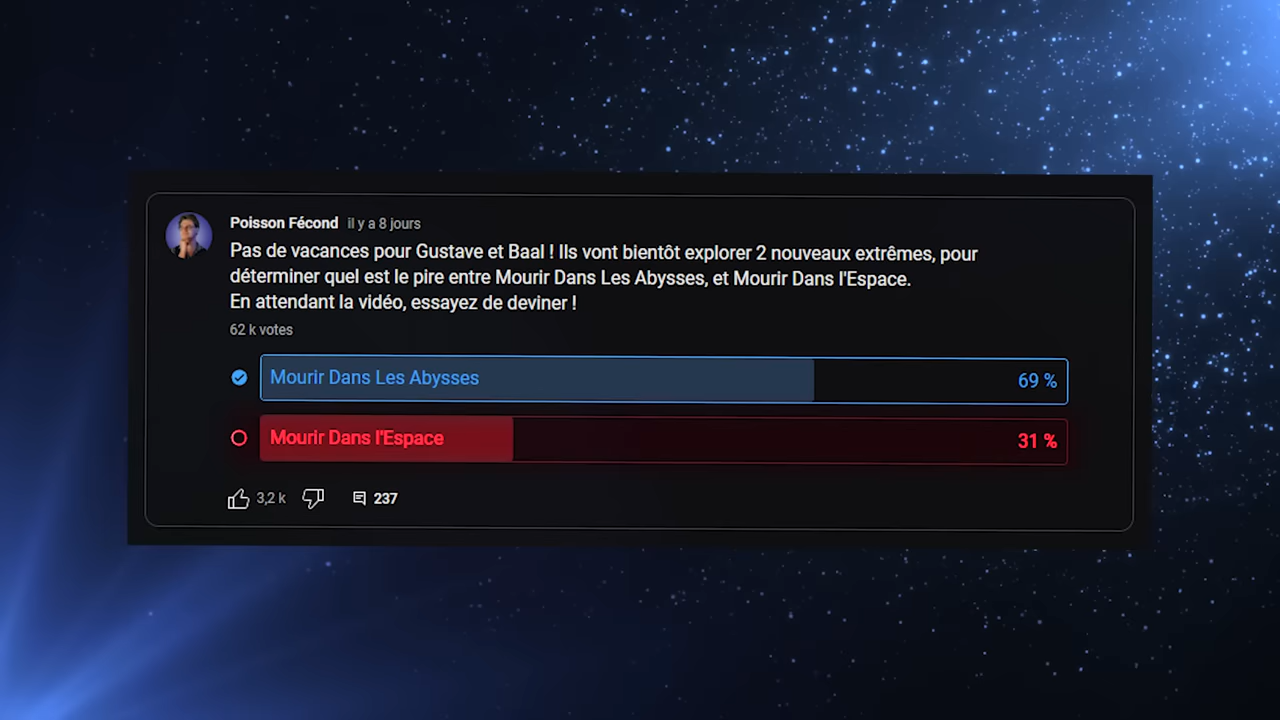 Poisson Fécond il y a 8 jours
Pas de vacances pour Gustave et Baal ! Ils vont bientôt explorer 2 nouveaux extrêmes, pour
déterminer quel est le pire entre Mourir Dans Les Abysses, et Mourir Dans l'Espace.
En attendant la vidéo, essayez de deviner !
62 k votes
Mourir Dans Les Abysses 69 %
Mourir Dans l'Espace 31 %
3,2 k 237